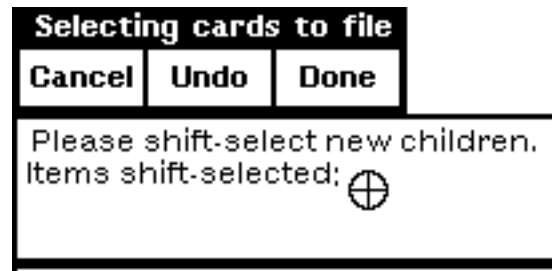 Selecting cards to file
Cancel Undo Done
Please shift-select new children.
Items shift-selected: